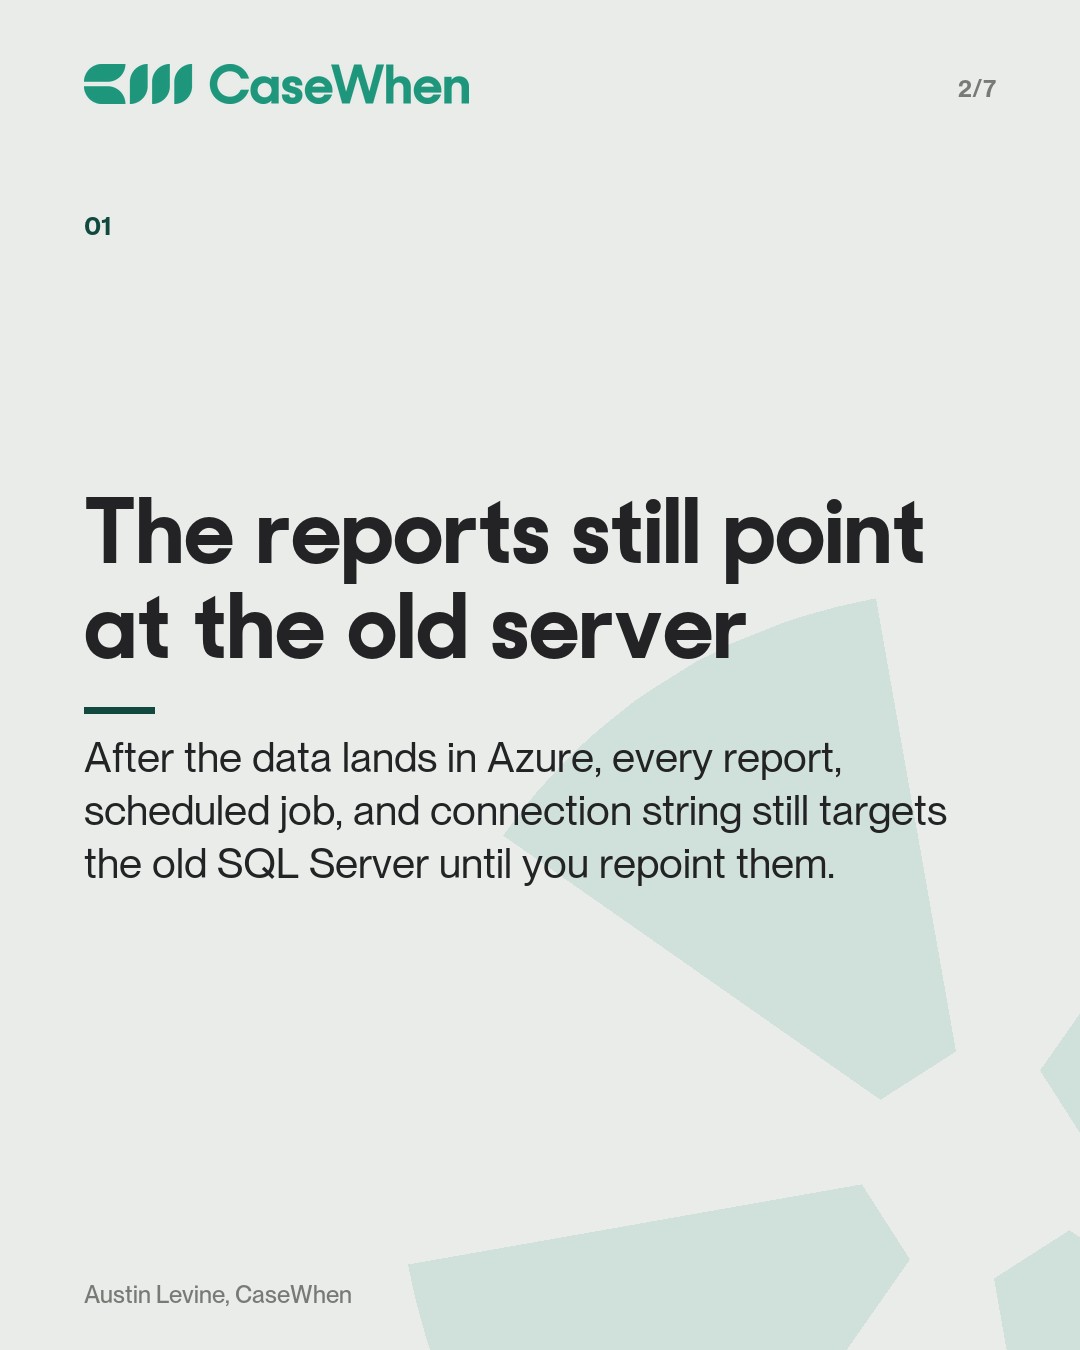 CaseWhen
2/7
01
The reports still point
at the old server
After the data lands in Azure, every report,
scheduled job, and connection string still targets
the old SQL Server until you repoint them.
Austin Levine, CaseWhen